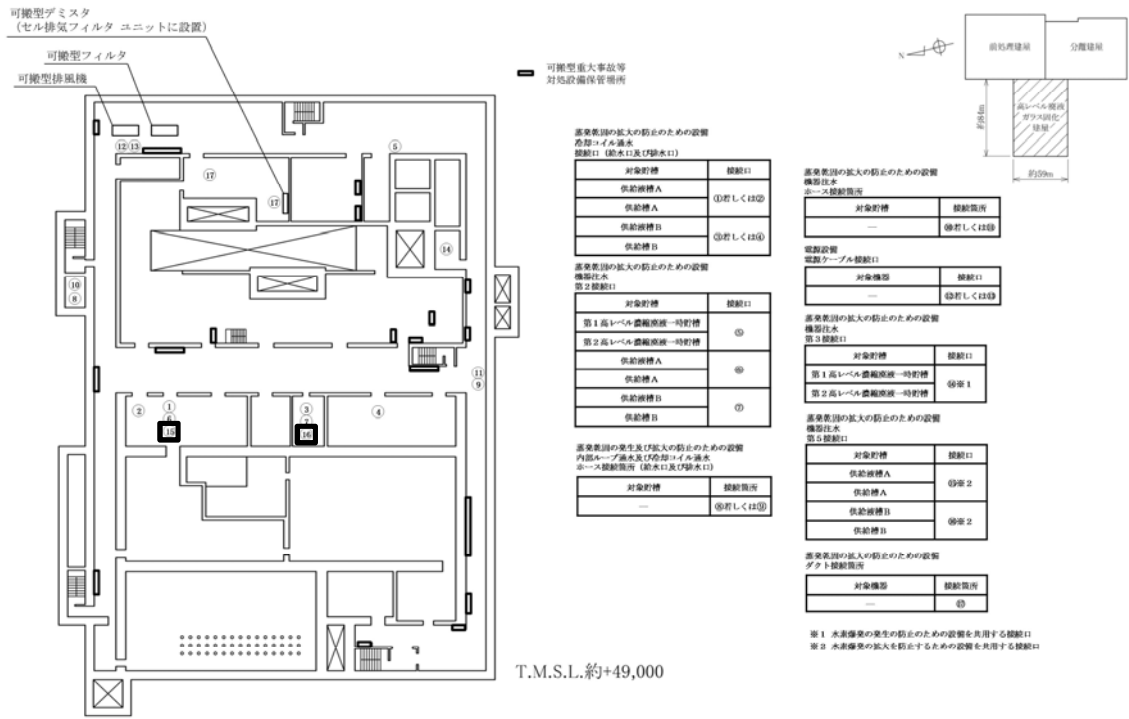 可搬型デミスタ
（セル排気フィルタ ユニットに設置）
可搬型フィルタ
可搬型排風機
可搬型重大事故等
対処設備保管場所
N
前処理建屋
分離建屋
高レベル廃液
ガラス固化
建屋
約84m
約59m
⑫⑬
⑤
⑰
⑰
⑭
⑩
⑧
⑪
⑨
②
①
⑥
15
③
⑦
16
④
蒸発乾固の拡大の防止のための設備
冷却コイル通水
接続口（給水口及び排水口）
対象貯槽 接続口
供給液槽A ①若しくは②
供給槽A
供給液槽B ③若しくは④
供給槽B
蒸発乾固の拡大の防止のための設備
機器注水
第2接続口
対象貯槽 接続口
第1高レベル濃縮廃液一時貯槽 ⑤
第2高レベル濃縮廃液一時貯槽
供給液槽A ⑥
供給槽A
供給液槽B ⑦
供給槽B
蒸発乾固の発生及び拡大の防止のための設備
内部ループ通水及び冷却コイル通水
ホース接続箇所（給水口及び排水口）
対象貯槽 接続箇所
― ⑧若しくは⑨
蒸発乾固の拡大の防止のための設備
機器注水
ホース接続箇所
対象貯槽 接続箇所
― ⑩若しくは⑪
電源設備
電源ケーブル接続口
対象機器 接続口
― ⑫若しくは⑬
蒸発乾固の拡大の防止のための設備
機器注水
第3接続口
対象貯槽 接続口
第1高レベル濃縮廃液一時貯槽 ⑭※1
第2高レベル濃縮廃液一時貯槽
蒸発乾固の拡大の防止のための設備
機器注水
第5接続口
対象貯槽 接続口
供給液槽A ⑮※2
供給槽A
供給液槽B ⑯※2
供給槽B
蒸発乾固の拡大の防止のための設備
ダクト接続箇所
対象機器 接続箇所
― ⑰
※1 水素爆発の発生の防止のための設備を共用する接続口
※2 水素爆発の拡大を防止するための設備を共用する接続口
T.M.S.L.約+49,000